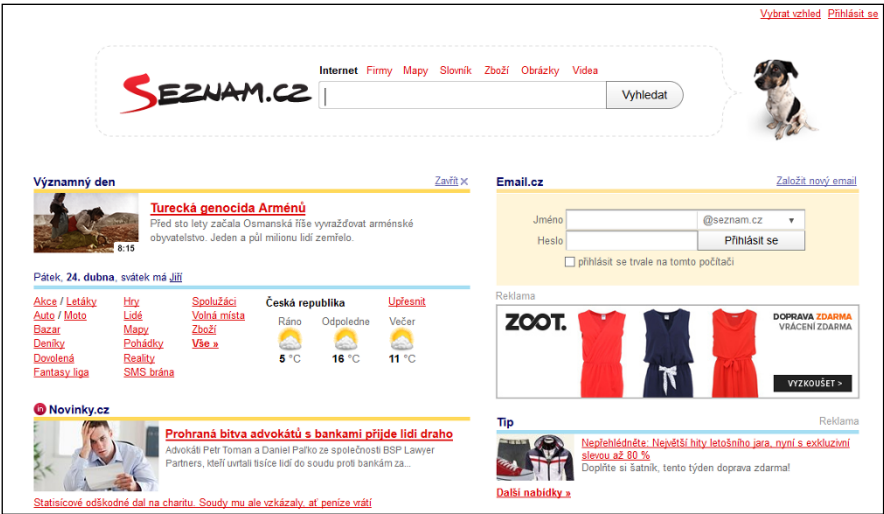 Vybrat vzhled Přihlásit se
Internet Firmy Mapy Slovník Zboží Obrázky Videa
SEZNAM.CZ
Vyhledat
Významný den
Zavřít ×
8:15
Turecká genocida Arménů
Před sto lety začala Osmanská říše vyvražďovat arménské
obyvatelstvo. Jeden a půl milionu lidí zemřelo.
Pátek, 24. dubna, svátek má Jiří
Akce / Letáky
Auto / Moto
Bazar
Deníky
Dovolená
Fantasy liga
Hry
Lidé
Mapy
Pohádky
Reality
SMS brána
Spolužáci
Volná místa
Zboží
Vše »
Česká republika
Upřesnit
Ráno Odpoledne Večer
5 °C 16 °C 11 °C
Novinky.cz
Prohraná bitva advokátů s bankami přijde lidi draho
Advokáti Petr Toman a Daniel Paľko ze společnosti BSP Lawyer
Partners, kteří uvrtali tisíce lidí do soudu proti bankám za...
Statisícové odškodné dal na charitu. Soudy mu ale vzkázaly, ať peníze vrátí
Email.cz
Založit nový email
Jméno
@seznam.cz
Heslo
Přihlásit se
přihlásit se trvale na tomto počítači
Reklama
ZOOT.
DOPRAVA ZDARMA
VRÁCENÍ ZDARMA
VYZKOUŠET >
Tip
Reklama
Nepřehlédněte: Největší hity letošního jara, nyní s exkluzivní
slevou až 80 %
Doplňte si šatník, tento týden doprava zdarma!
Další nabídky »